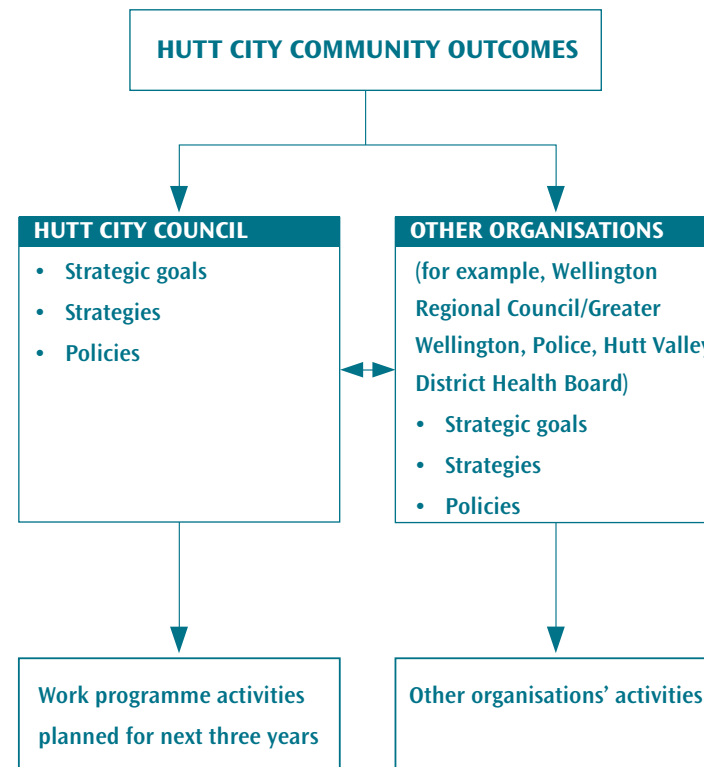 HUTT CITY COMMUNITY OUTCOMES
HUTT CITY COUNCIL
• Strategic goals
• Strategies
• Policies
OTHER ORGANISATIONS
(for example, Wellington
Regional Council/Greater
Wellington, Police, Hutt Valley
District Health Board)
• Strategic goals
• Strategies
• Policies
Work programme activities
planned for next three years
Other organisations’ activities